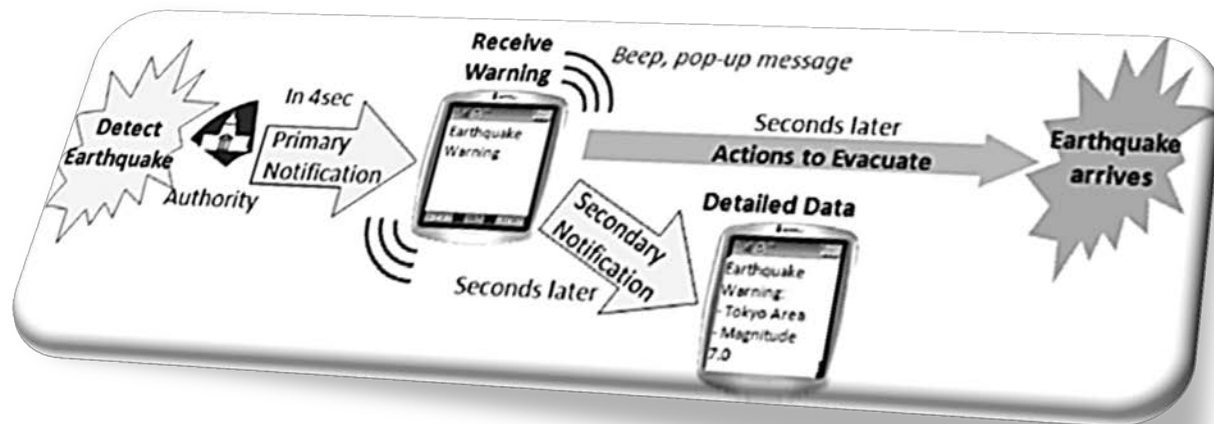 Receive
Warning
Beep, pop-up message
In 4sec
Detect
Earthquake
Authority
Primary
Notification
Earthquake
Warning
Seconds later
Actions to Evacuate
Earthquake
arrives
Secondary
Notification
Seconds later
Detailed Data
Earthquake
Warning:
- Tokyo Area
- Magnitude
7.0